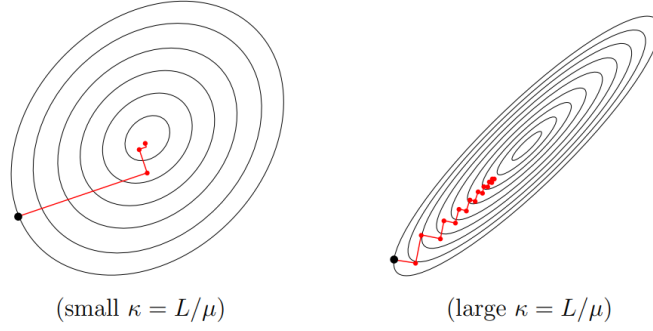 (small κ = L/μ)
(large κ = L/μ)